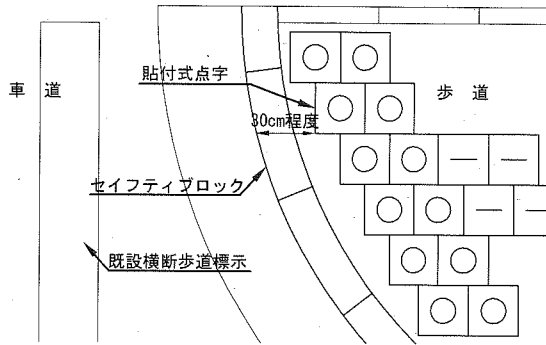 貼付式点字
車道
歩道
30cm程度
セイフティブロック
既設横断歩道標示